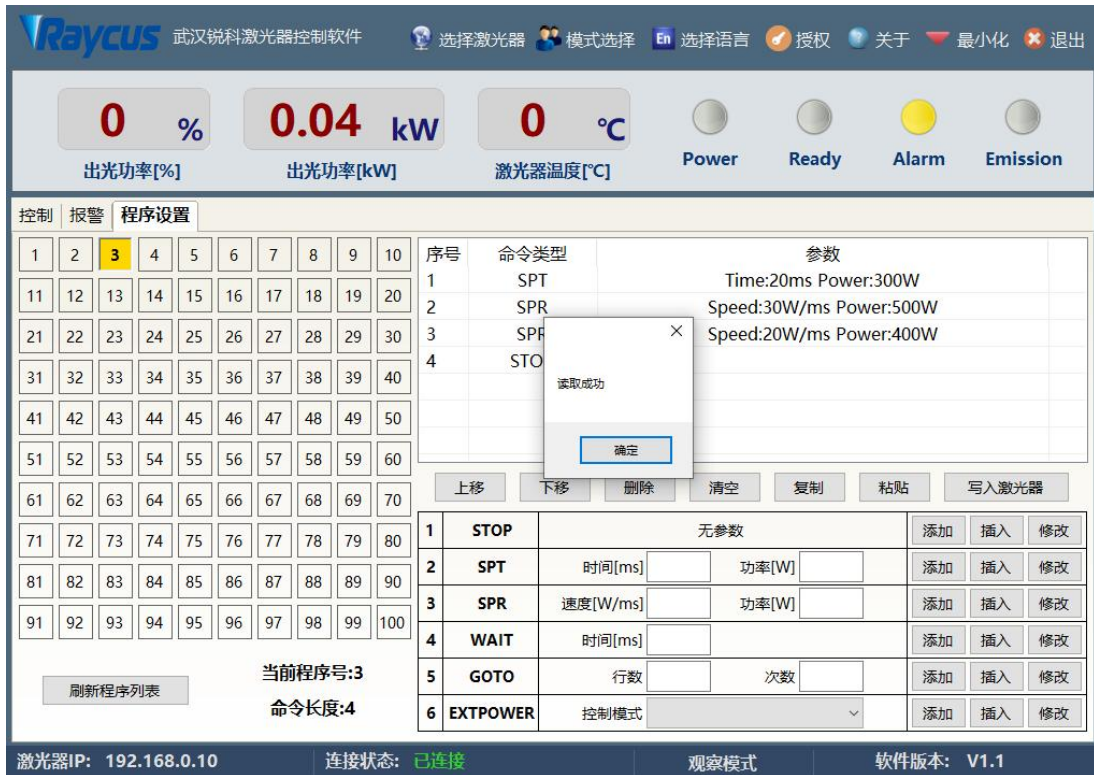 Raycus 武汉锐科激光器控制软件 选择激光器 模式选择 En 选择语言 授权 关于 最小化 退出
0 % 0.04 kW 0 ℃
出光功率[%] 出光功率[kW] 激光器温度[℃] Power Ready Alarm Emission
控制 报警 程序设置
1 2 3 4 5 6 7 8 9 10
11 12 13 14 15 16 17 18 19 20
21 22 23 24 25 26 27 28 29 30
31 32 33 34 35 36 37 38 39 40
41 42 43 44 45 46 47 48 49 50
51 52 53 54 55 56 57 58 59 60
61 62 63 64 65 66 67 68 69 70
71 72 73 74 75 76 77 78 79 80
81 82 83 84 85 86 87 88 89 90
91 92 93 94 95 96 97 98 99 100
刷新程序列表
当前程序号:3
命令长度:4
序号 命令类型 参数
1 SPT Time:20ms Power:300W
2 SPR Speed:30W/ms Power:500W
3 SPR Speed:20W/ms Power:400W
4 STO
读取成功
确定
上移 下移 删除 清空 复制 粘贴 写入激光器
1 STOP 无参数 添加 插入 修改
2 SPT 时间[ms] 功率[W] 添加 插入 修改
3 SPR 速度[W/ms] 功率[W] 添加 插入 修改
4 WAIT 时间[ms] 添加 插入 修改
5 GOTO 行数 次数 添加 插入 修改
6 EXTPOWER 控制模式 添加 插入 修改
激光器IP: 192.168.0.10 连接状态: 已连接 观察模式 软件版本: V1.1